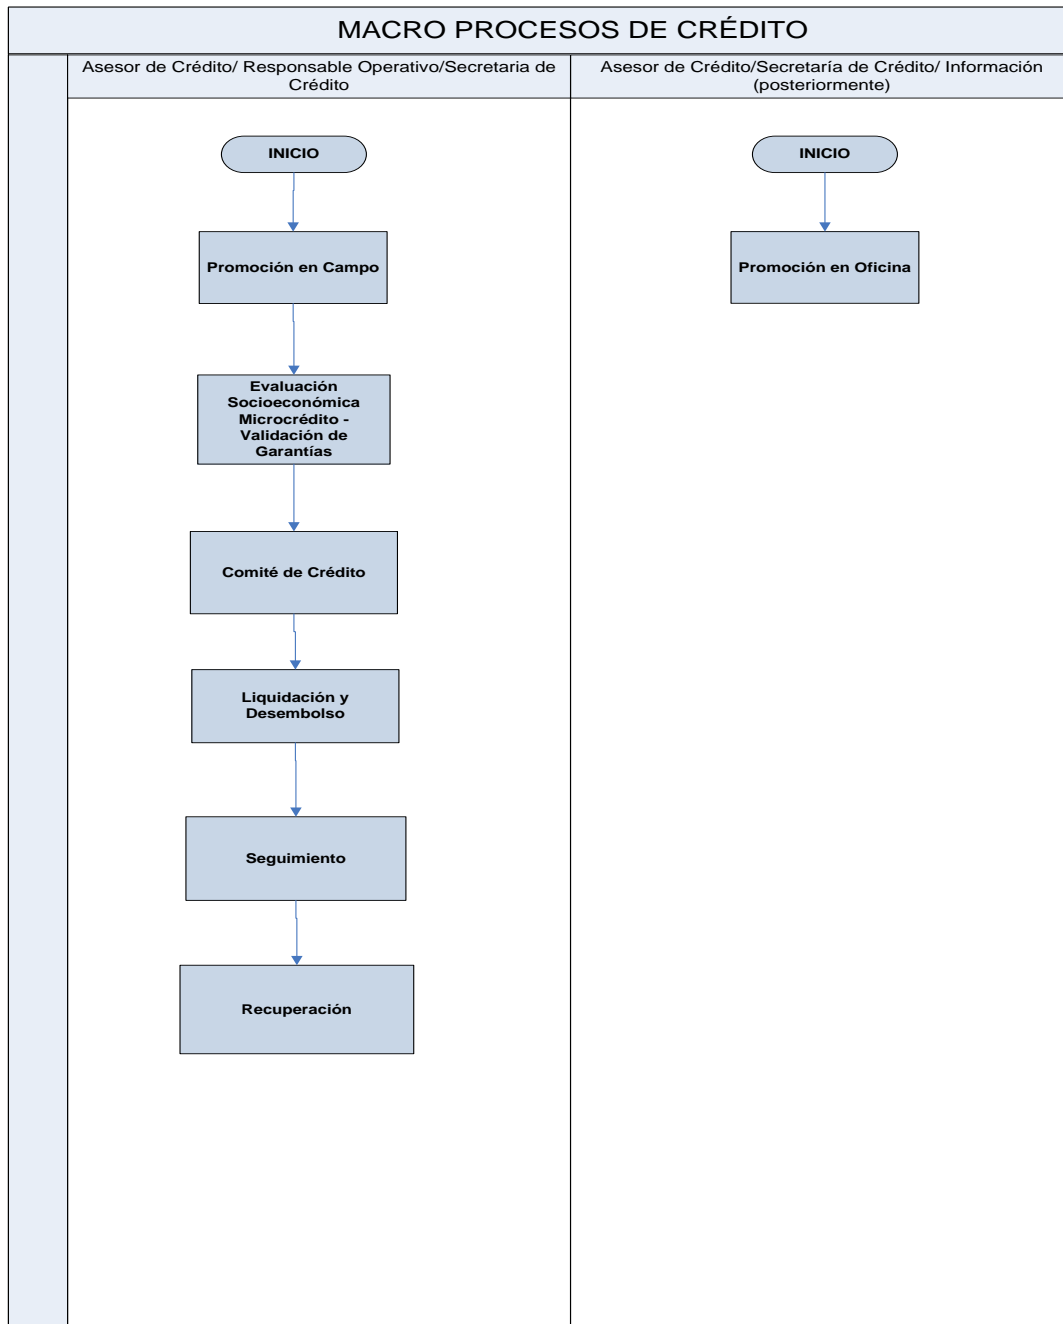 MACRO PROCESOS DE CRÉDITO
Asesor de Crédito/ Responsable Operativo/Secretaria de
Crédito
Asesor de Crédito/Secretaría de Crédito/ Información
(posteriormente)
INICIO
INICIO
Promoción en Campo
Promoción en Oficina
Evaluación
Socioeconómica
Microcrédito -
Validación de
Garantías
Comité de Crédito
Liquidación y
Desembolso
Seguimiento
Recuperación